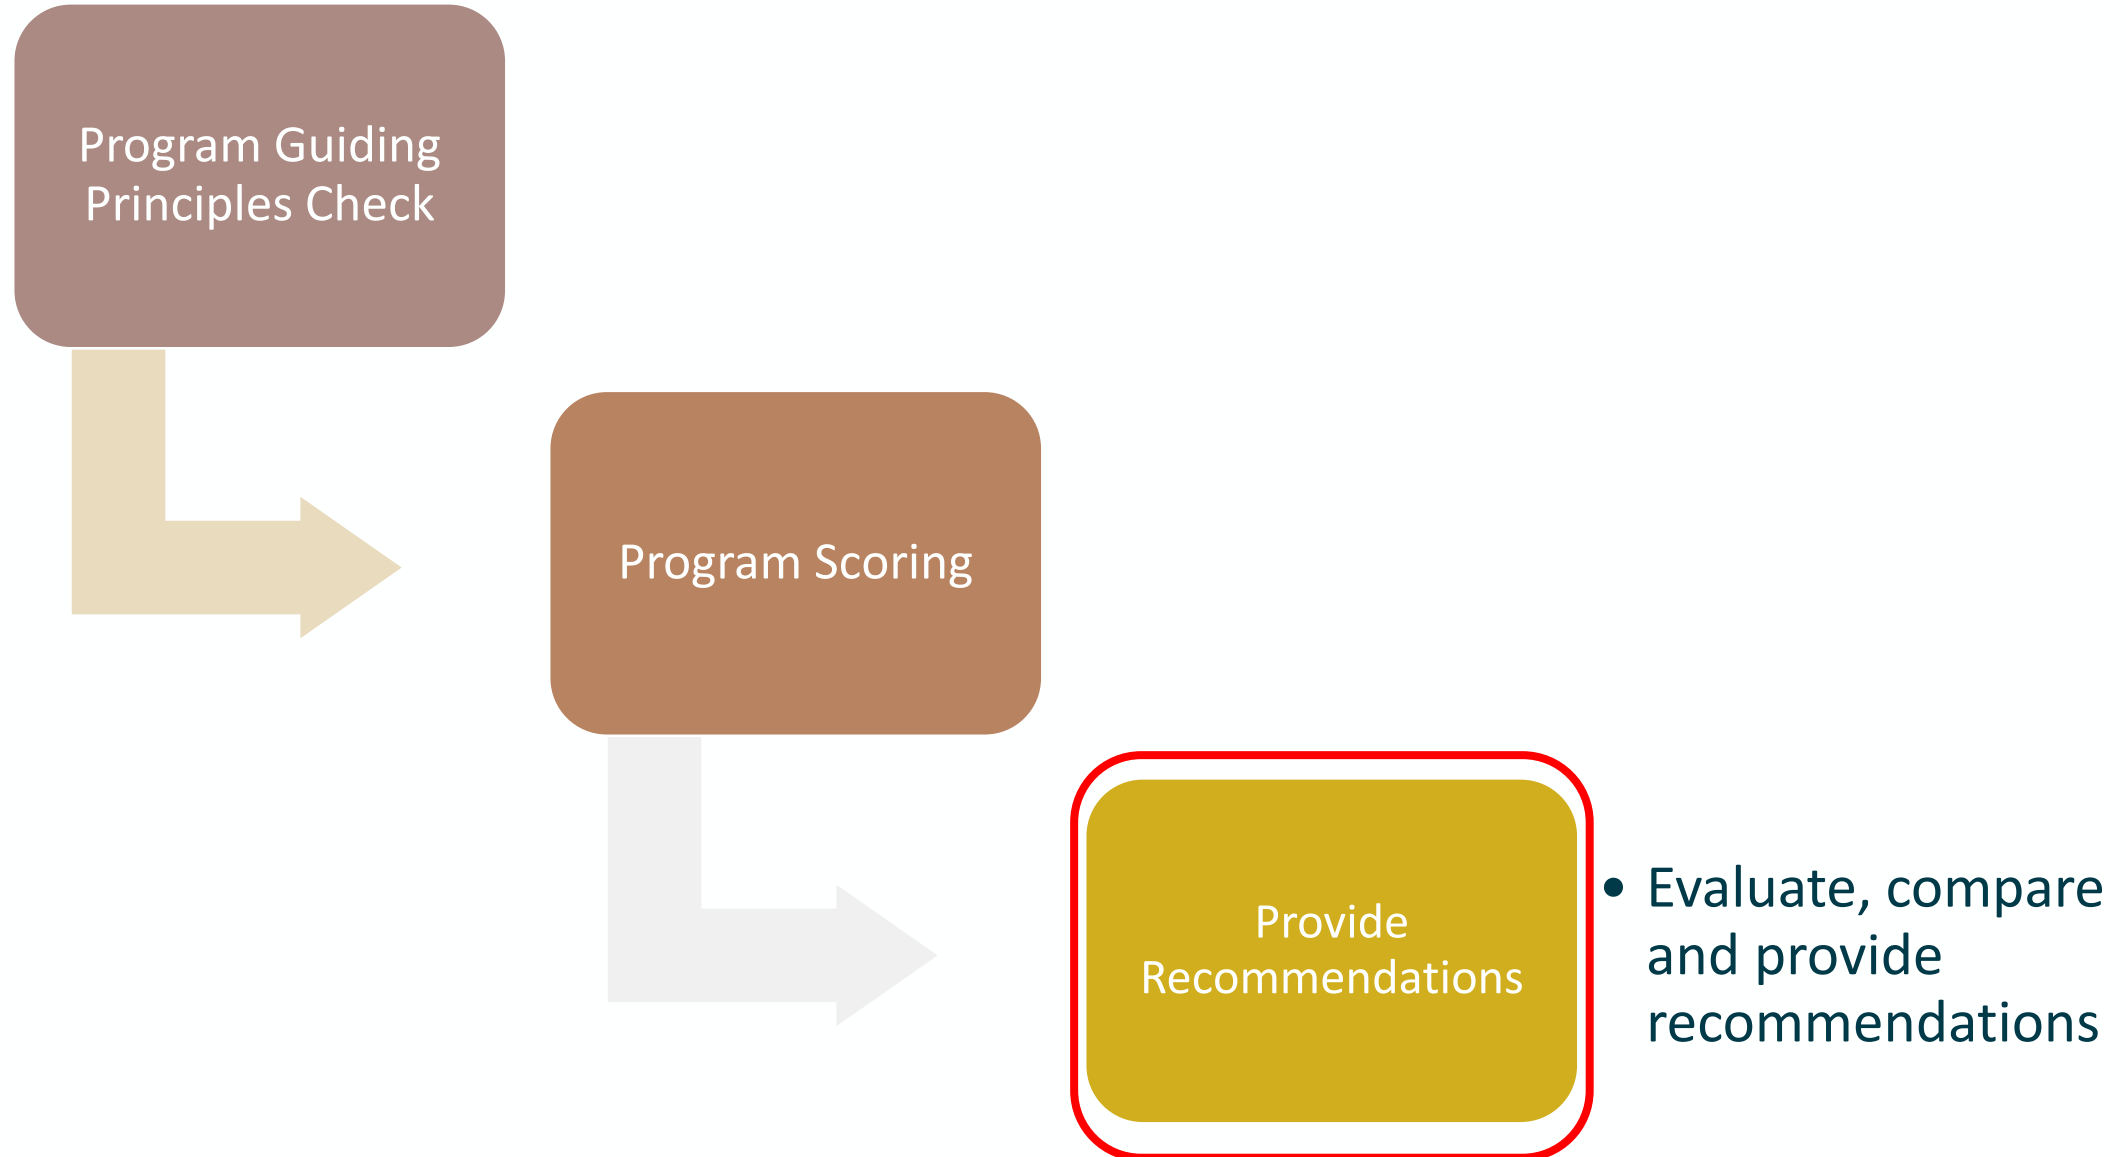 Program Guiding
Principles Check
Program Scoring
Provide
Recommendations
• Evaluate, compare
and provide
recommendations